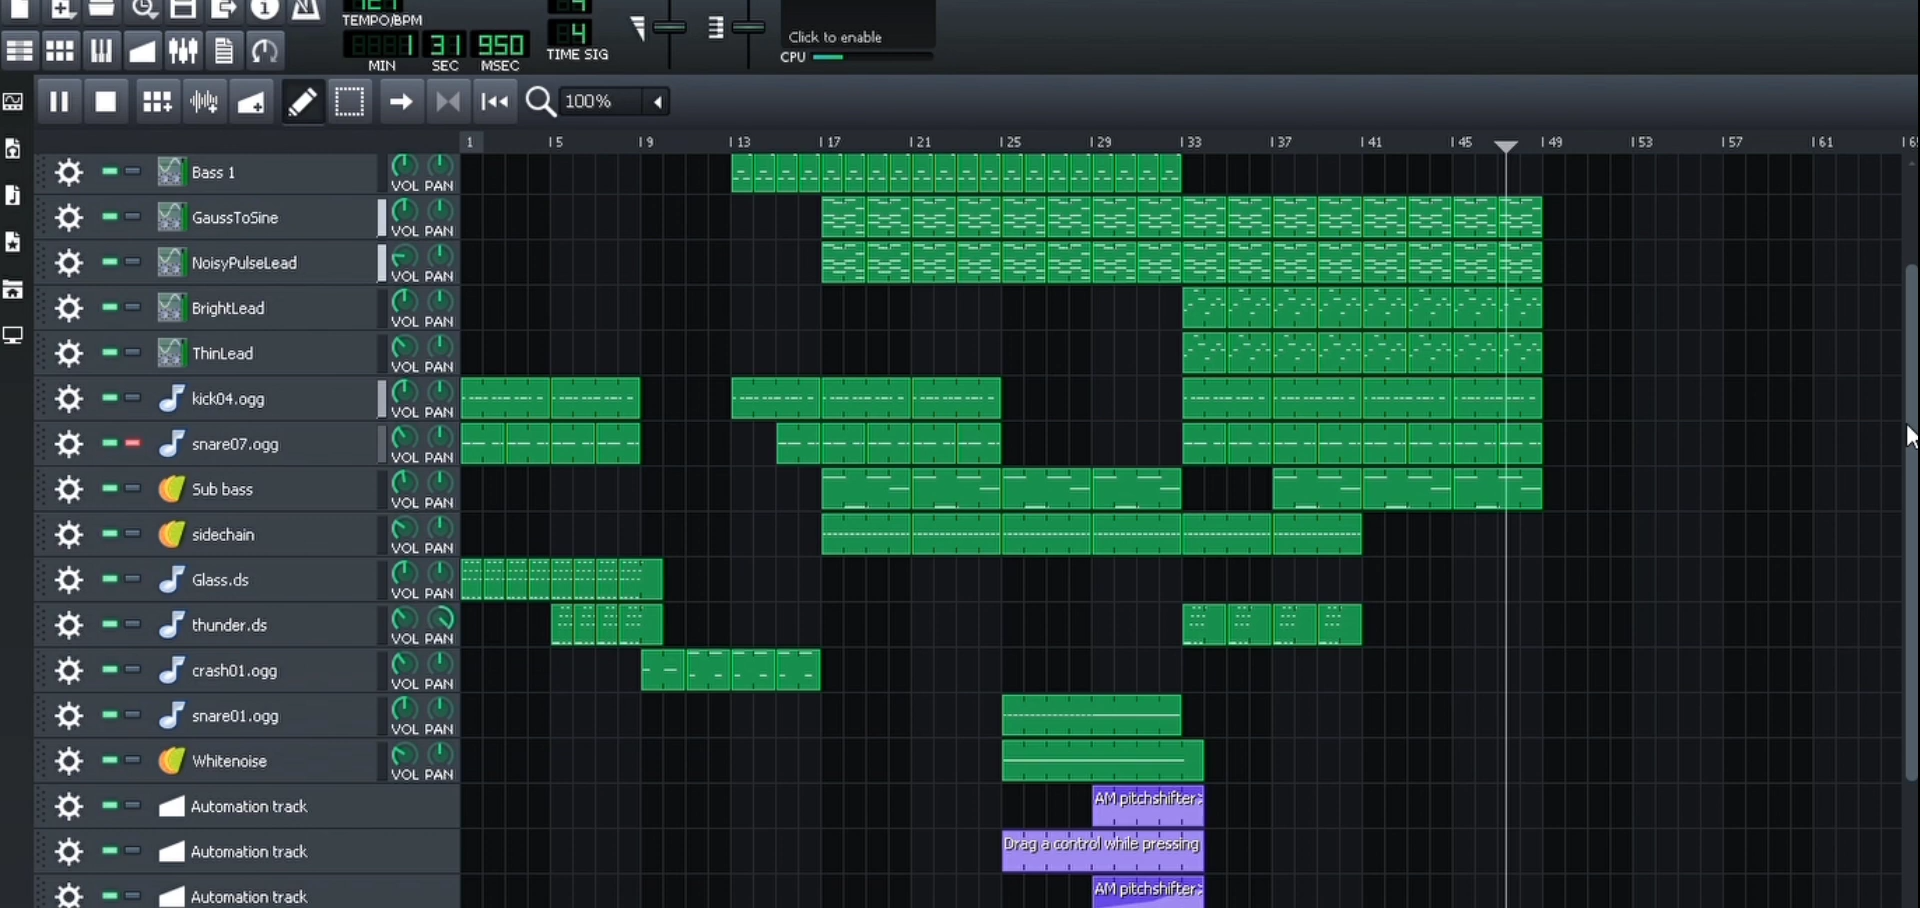 TEMPO/BPM
1 31 950
MIN SEC MSEC
4
TIME SIG
Click to enable
CPU
100%
1 5 9 13 17 21 25 29 33 37 41 45 49 53 57 61
Bass 1 VOL PAN
GaussToSine VOL PAN
NoisyPulseLead VOL PAN
BrightLead VOL PAN
ThinLead VOL PAN
kick04.ogg VOL PAN
snare07.ogg VOL PAN
Sub bass VOL PAN
sidechain VOL PAN
Glass.ds VOL PAN
thunder.ds VOL PAN
crash01.ogg VOL PAN
snare01.ogg VOL PAN
Whitenoise VOL PAN
Automation track AM pitchshifter>
Automation track Drag a control while pressing
Automation track AM pitchshifter>